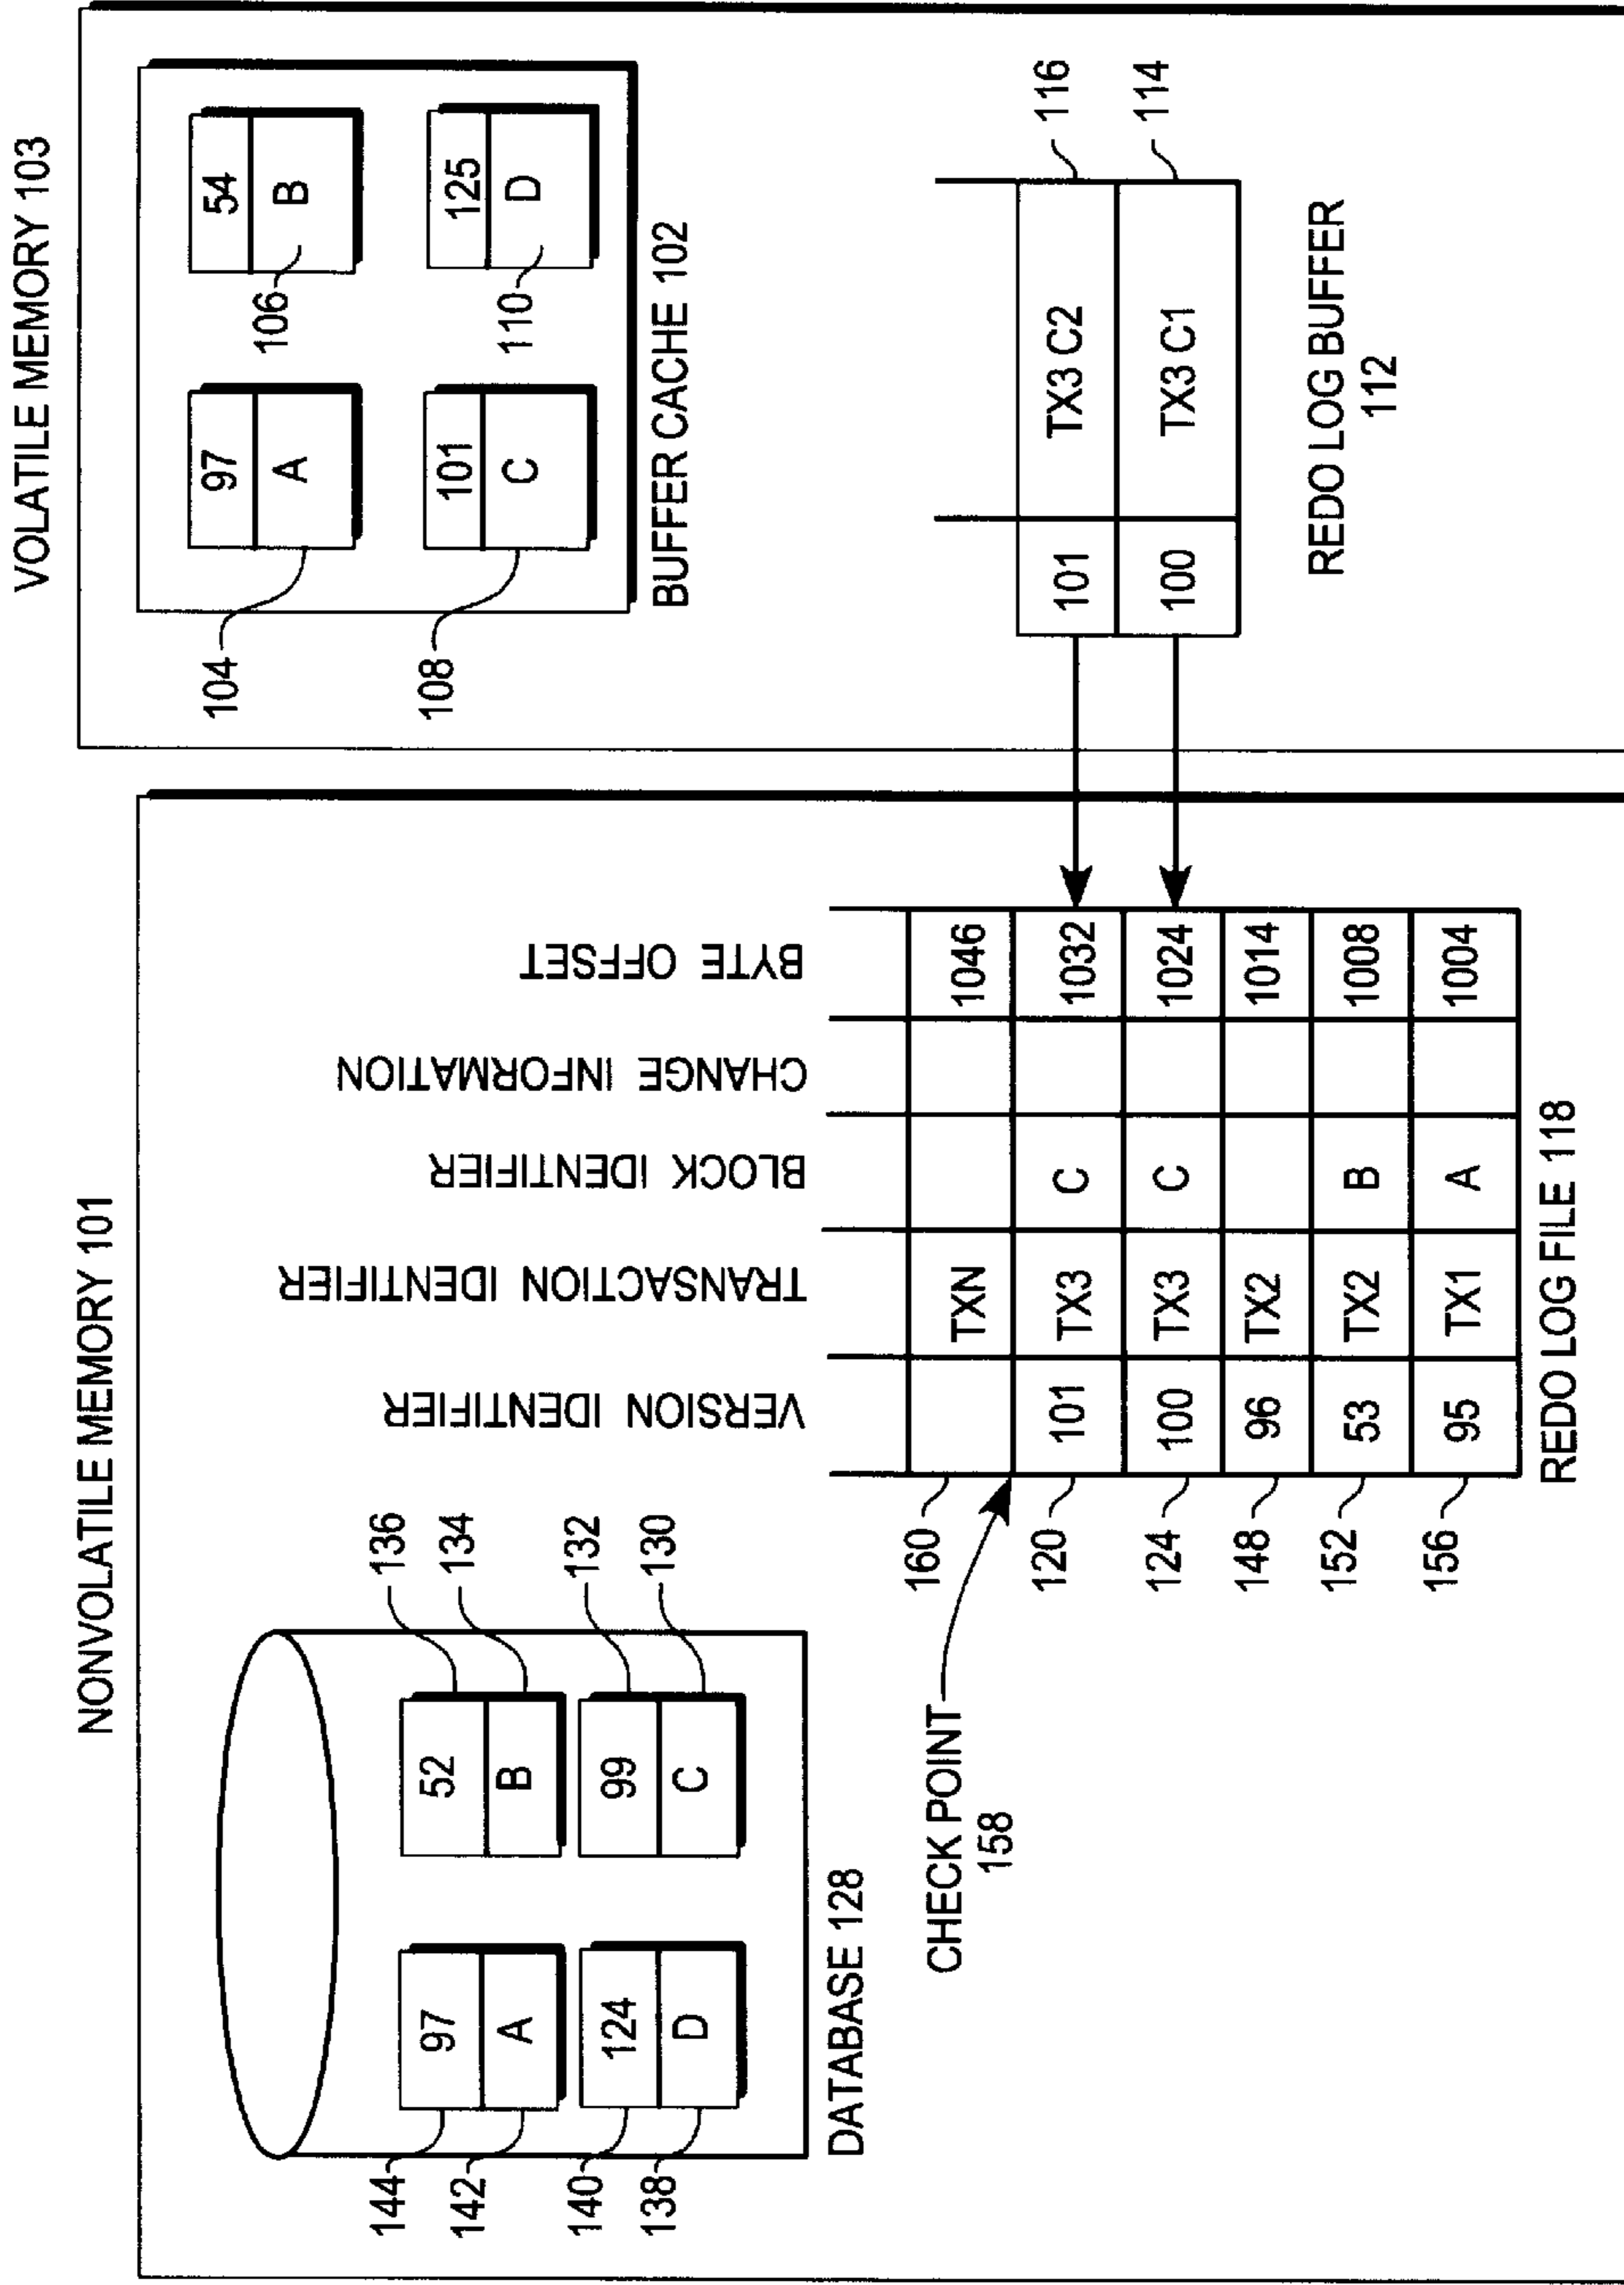 NONVOLATILE MEMORY 101
144
97
A
142
52
B
136
134
140
124
D
138
99
C
132
130
DATABASE 128
CHECK POINT
158
VERSION IDENTIFIER
TRANSACTION IDENTIFIER
BLOCK IDENTIFIER
CHANGE INFORMATION
BYTE OFFSET
160 TXN 1046
120 101 TX3 C 1032
124 100 TX3 C 1024
148 96 TX2 1014
152 53 TX2 B 1008
156 95 TX1 A 1004
REDO LOG FILE 118
VOLATILE MEMORY 103
104
97
A
106
54
B
108
101
C
110
125
D
BUFFER CACHE 102
101 TX3 C2 116
100 TX3 C1 114
REDO LOG BUFFER
112